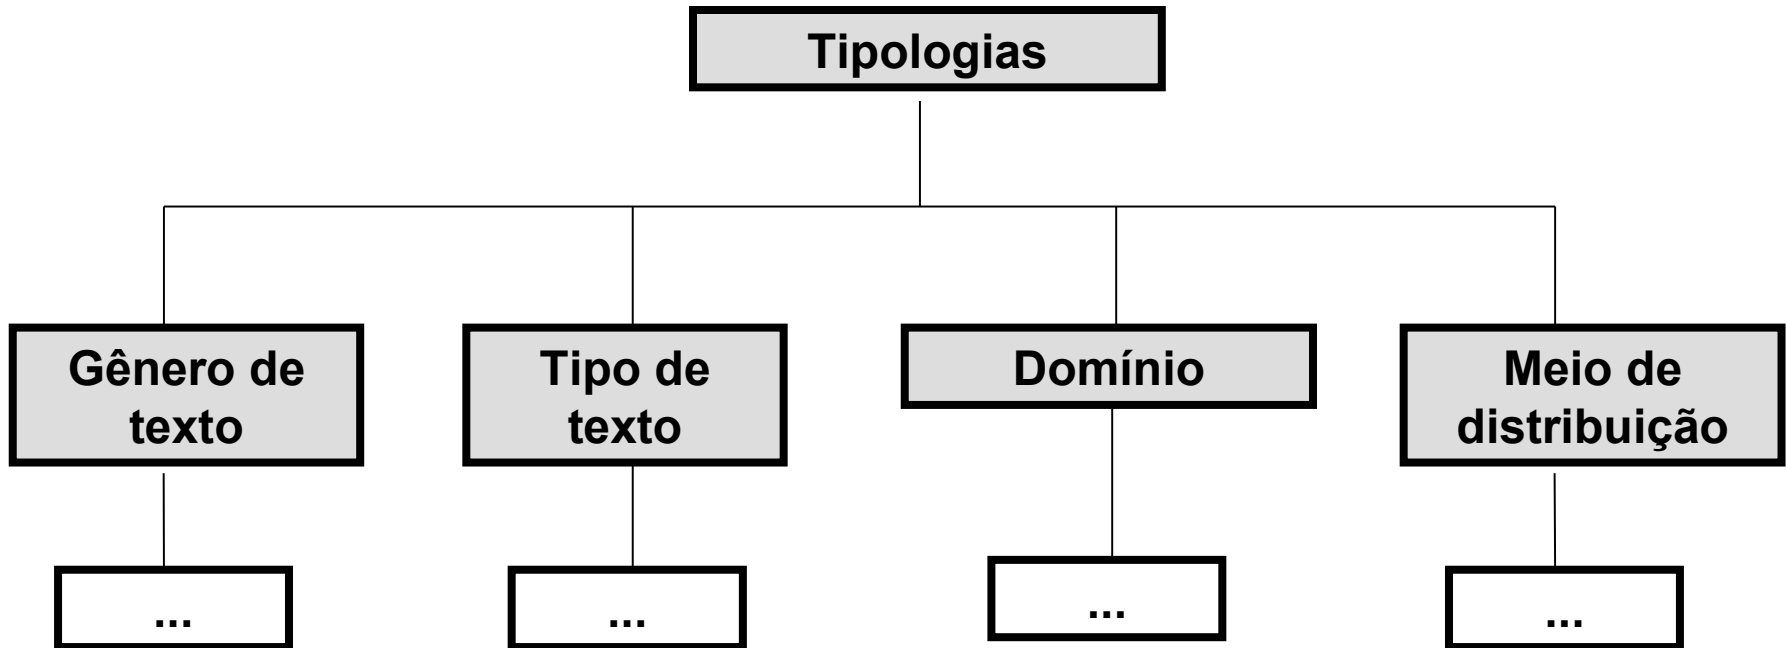 Tipologias
Gênero de
texto
Tipo de
texto
Domínio
Meio de
distribuição
...
...
...
...